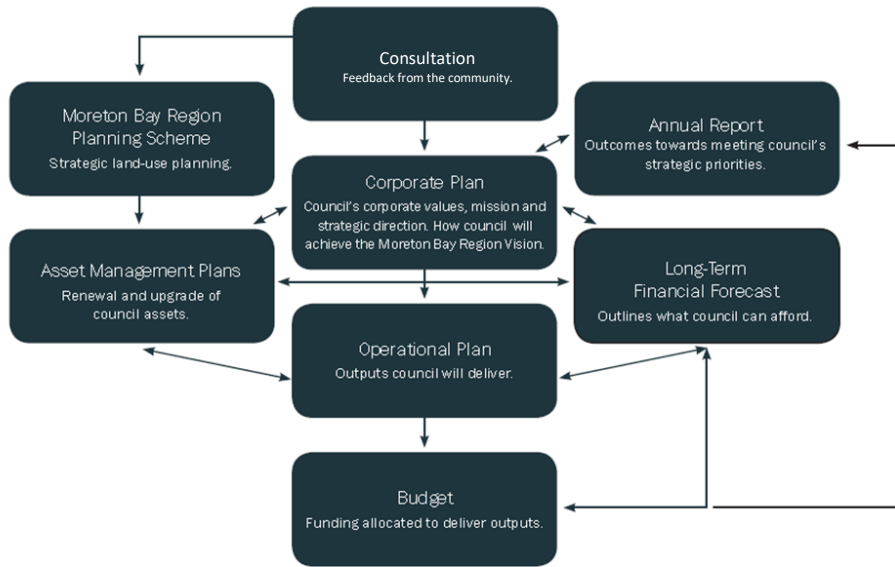 Consultation
Feedback from the community.
Moreton Bay Region
Planning Scheme
Strategic land-use planning.
Annual Report
Outcomes towards meeting council's
strategic priorities.
Corporate Plan
Council's corporate values, mission and
strategic direction. How council will
achieve the Moreton Bay Region Vision.
Asset Management Plans
Renewal and upgrade of
council assets.
Long-Term
Financial Forecast
Outlines what council can afford.
Operational Plan
Outputs council will deliver.
Budget
Funding allocated to deliver outputs.